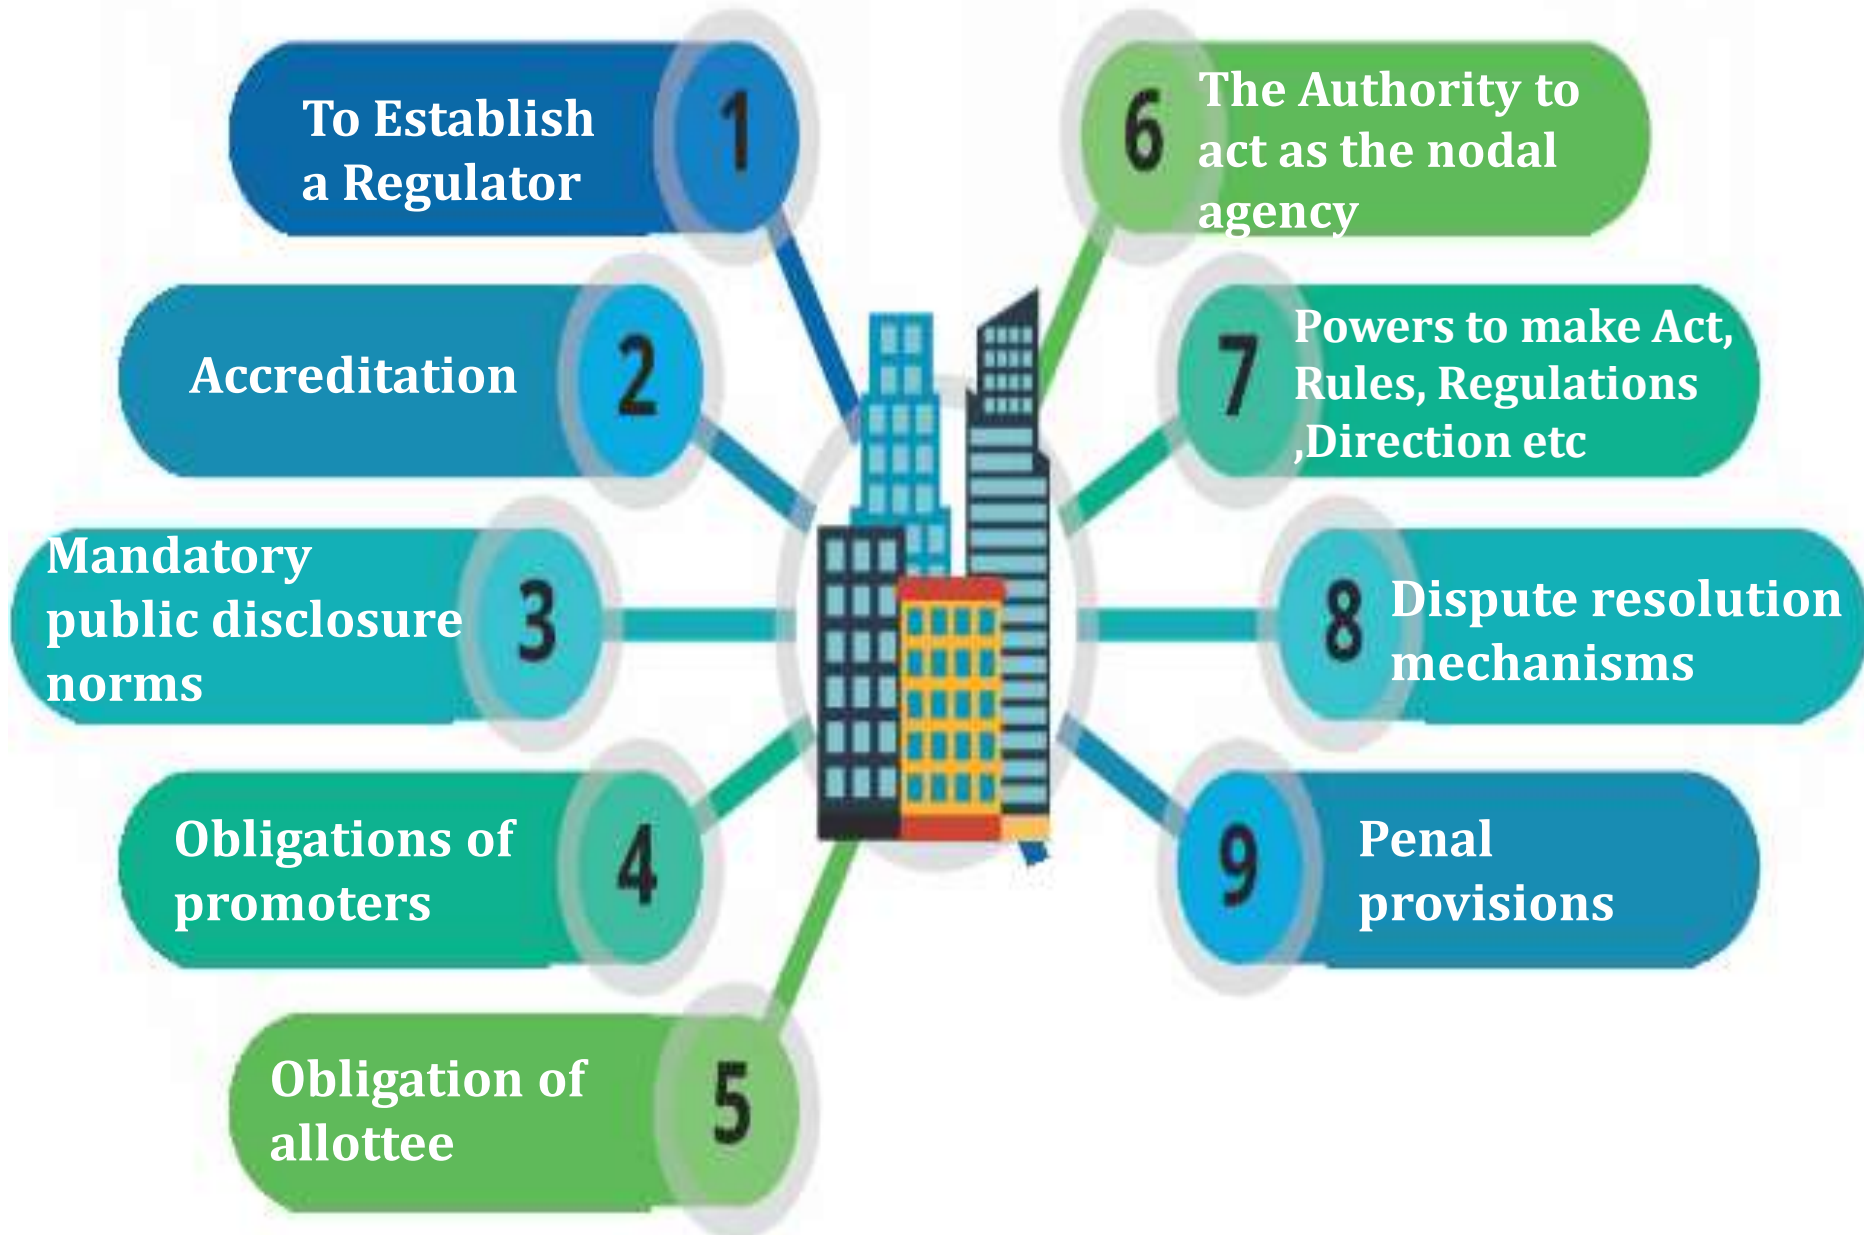 1
To Establish
a Regulator
2
Accreditation
3
Mandatory
public disclosure
norms
4
Obligations of
promoters
5
Obligation of
allottee
6
The Authority to
act as the nodal
agency
7
Powers to make Act,
Rules, Regulations
,Direction etc
8
Dispute resolution
mechanisms
9
Penal
provisions